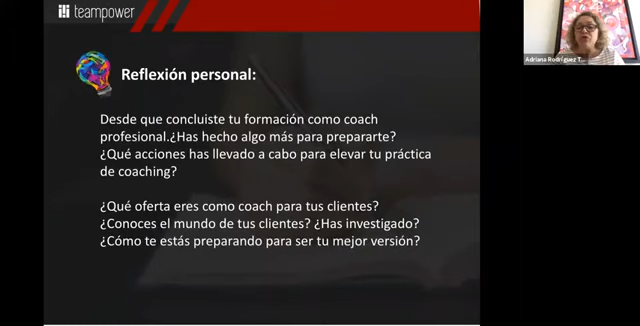 teampower
Adriana Rodríguez T...
Reflexión personal:
Desde que concluiste tu formación como coach
profesional.¿Has hecho algo más para prepararte?
¿Qué acciones has llevado a cabo para elevar tu práctica
de coaching?
¿Qué oferta eres como coach para tus clientes?
¿Conoces el mundo de tus clientes? ¿Has investigado?
¿Cómo te estás preparando para ser tu mejor versión?